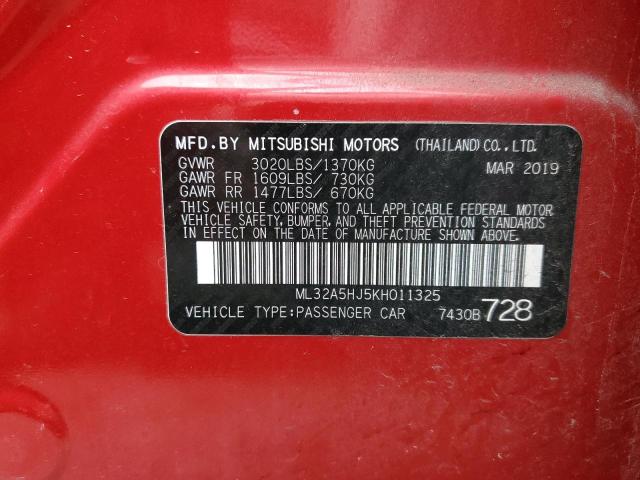 MFD.BY MITSUBISHI MOTORS (THAILAND)CO.,LTD.
GVWR 3020LBS/1370KG MAR 2019
GAWR FR 1609LBS/ 730KG
GAWR RR 1477LBS/ 670KG
THIS VEHICLE CONFORMS TO ALL APPLICABLE FEDERAL MOTOR
VEHICLE SAFETY, BUMPER, AND THEFT PREVENTION STANDARDS
IN EFFECT ON THE DATE OF MANUFACTURE SHOWN ABOVE.
ML32A5HJ5KH011325
VEHICLE TYPE:PASSENGER CAR 7430B 728